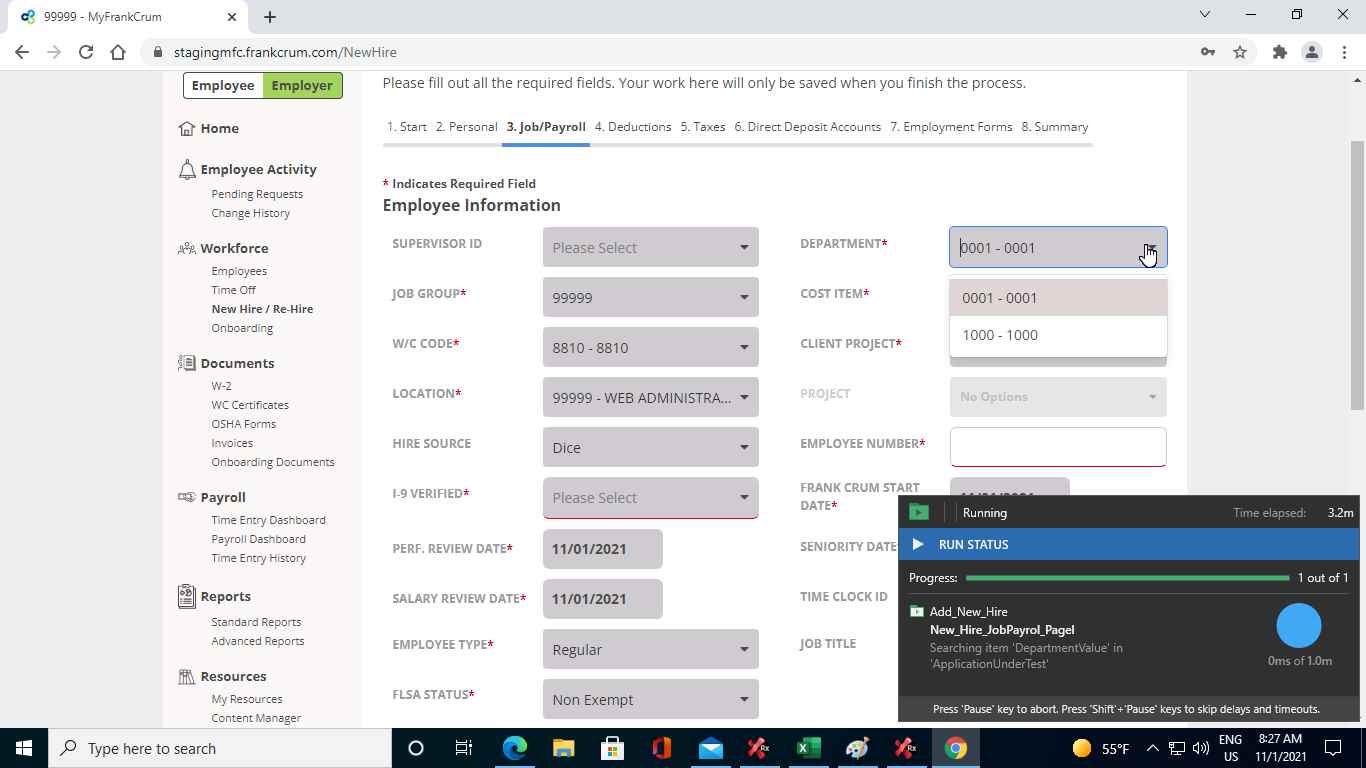 99999 - MyFrankCrum
stagingmfc.frankcrum.com/NewHire
Employee Employer
Home
Employee Activity
Pending Requests
Change History
Workforce
Employees
Time Off
New Hire / Re-Hire
Onboarding
Documents
W-2
WC Certificates
OSHA Forms
Invoices
Onboarding Documents
Payroll
Time Entry Dashboard
Payroll Dashboard
Time Entry History
Reports
Standard Reports
Advanced Reports
Resources
My Resources
Content Manager
Please fill out all the required fields. Your work here will only be saved when you finish the process.
1. Start 2. Personal 3. Job/Payroll 4. Deductions 5. Taxes 6. Direct Deposit Accounts 7. Employment Forms 8. Summary
* Indicates Required Field
Employee Information
SUPERVISOR ID Please Select
DEPARTMENT* 0001 - 0001
0001 - 0001
1000 - 1000
JOB GROUP* 99999
COST ITEM*
W/C CODE* 8810 - 8810
CLIENT PROJECT*
LOCATION* 99999 - WEB ADMINISTRA...
PROJECT No Options
HIRE SOURCE Dice
EMPLOYEE NUMBER*
I-9 VERIFIED* Please Select
FRANK CRUM START
DATE*
PERF. REVIEW DATE* 11/01/2021
SENIORITY DATE
SALARY REVIEW DATE* 11/01/2021
TIME CLOCK ID
EMPLOYEE TYPE* Regular
JOB TITLE
FLSA STATUS* Non Exempt
Running Time elapsed: 3.2m
RUN STATUS
Progress: 1 out of 1
Add_New_Hire
New_Hire_JobPayrol_PageI
Searching item 'DepartmentValue' in
'ApplicationUnderTest'
0ms of 1.0m
Press 'Pause' key to abort. Press 'Shift'+'Pause' keys to skip delays and timeouts.
Type here to search
Rx
Rx
55°F
ENG
US
8:27 AM
11/1/2021